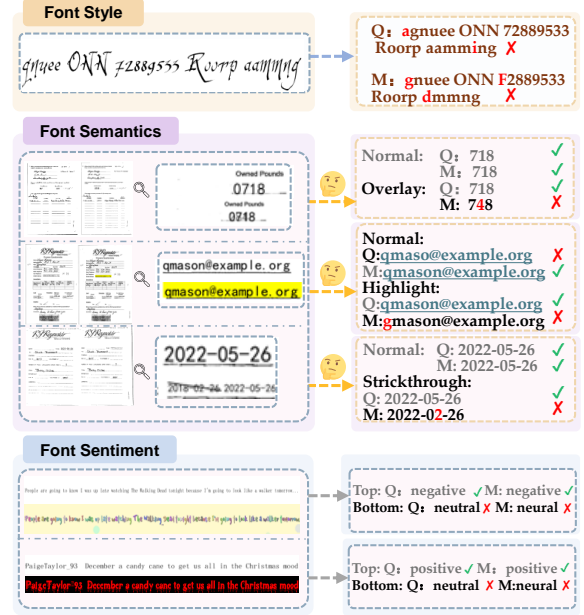 Font Style
gnuee ONN 72889533 Roorp aamming
Q: agnuee ONN 72889533
Roorp aamming ✗
M: gnuee ONN F2889533
Roorp dmmng ✗
Font Semantics
Owned Pounds
0718
Owned Pounds
0718
Normal: Q: 718 ✓
M: 718 ✓
Overlay: Q: 718 ✓
M: 748 ✗
qmason@example.org
qmason@example.org
Normal:
Q:qmaso@example.org ✗
M:qmason@example.org ✓
Highlight:
Q:qmason@example.org ✓
M:gmason@example.org ✗
2022-05-26
2018-02-26 2022-05-26
Normal: Q: 2022-05-26 ✓
M: 2022-05-26 ✓
Strickthrough:
Q: 2022-05-26 ✓
M: 2022-02-26 ✗
Font Sentiment
People are going to know I was up late watching The Walking Dead tonight because I'm going to look like a walker tomorrow...
People are going to know I was up late watching The Walking Dead tonight because I'm going to look like a walker tomorrow
Top: Q: negative ✓ M: negative ✓
Bottom: Q: neutral ✗ M: neural ✗
PaigeTaylor_93 December a candy cane to get us all in the Christmas mood
PaigeTaylor_93 December a candy cane to get us all in the Christmas mood
Top: Q: positive ✓ M: positive ✓
Bottom: Q: neutral ✗ M:neutral ✗